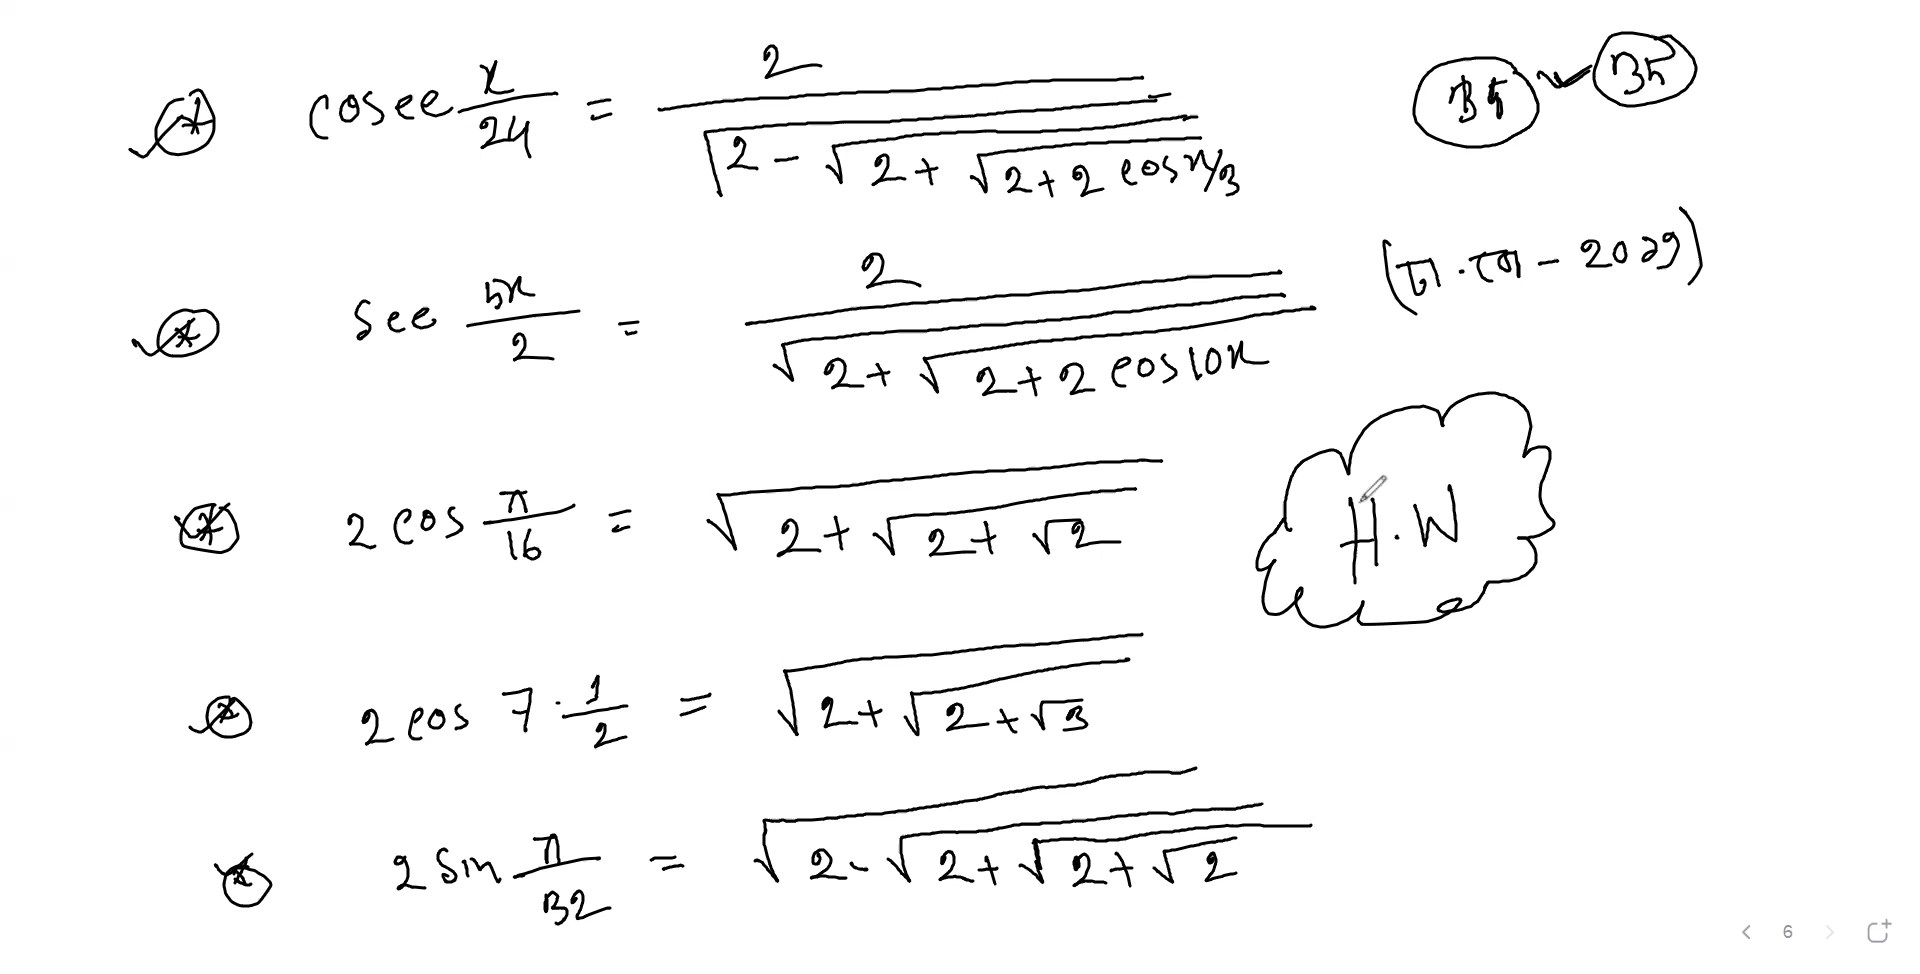 cosec x/24 = 2/√(2 - √(2 + √(2 + 2 cos x/3)))
sec 5x/2 = 2/√(2 + √(2 + 2 cos 10x))
2 cos π/16 = √(2 + √(2 + √2))
H.W
2 cos 7·1/2 = √(2 + √(2 + √3))
2 sin π/32 = √(2 - √(2 + √(2 + √2)))
6